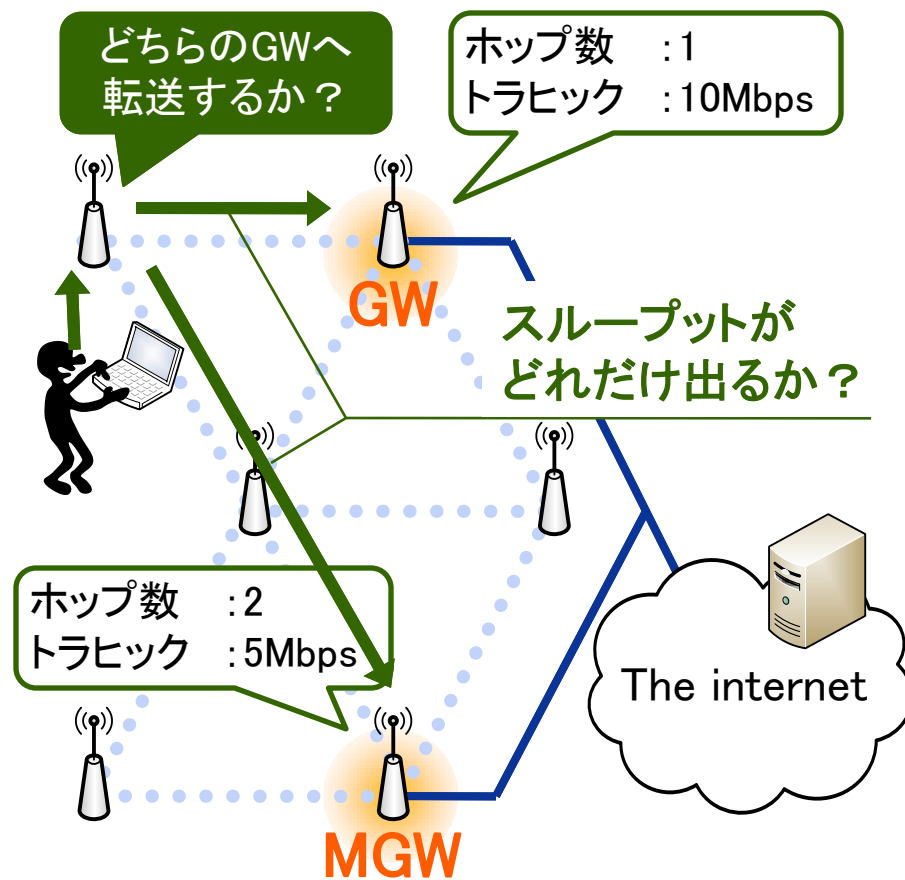 どちらのGWへ
転送するか？
ホップ数 :1
トラヒック :10Mbps
GW
スループットが
どれだけ出るか？
ホップ数 :2
トラヒック :5Mbps
The internet
MGW